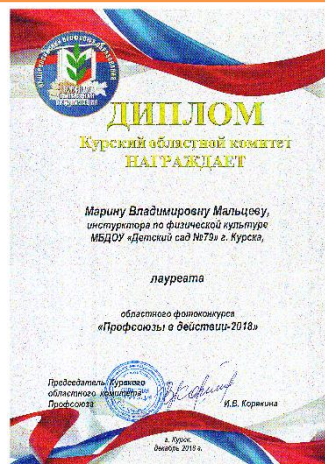 ДИПЛОМ
Курский областной комитет
НАГРАЖДАЕТ
Марину Владимировну Мальцеву,
инструктора по физической культуре
МБДОУ «Детский сад №79» г. Курска,
лауреата
областного фотоконкурса
«Профсоюзы в действии-2018»
Председатель Курского
областного комитета
Профсоюза И.В. Корякина
г. Курск
декабрь 2018 г.